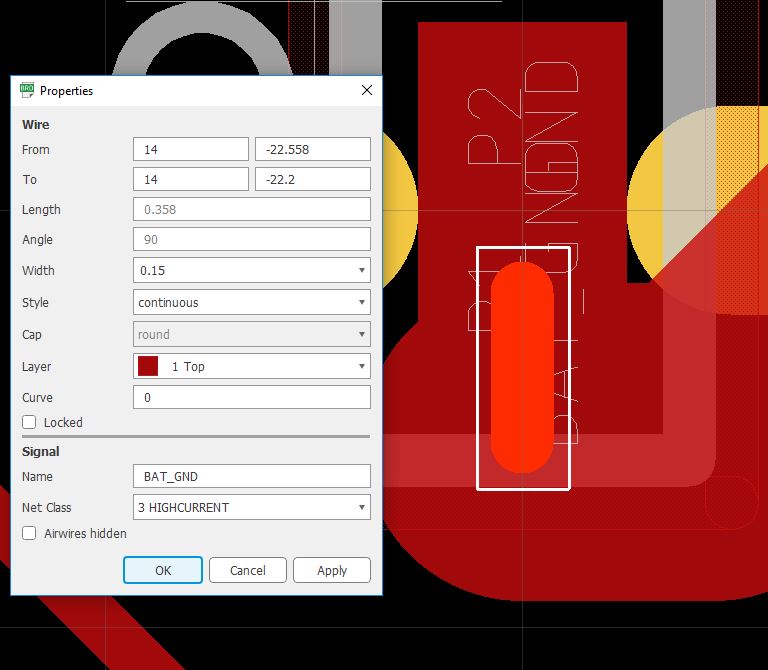 Properties
Wire
From 14 -22.558
To 14 -22.2
Length 0.358
Angle 90
Width 0.15
Style continuous
Cap round
Layer 1 Top
Curve 0
Locked
Signal
Name BAT_GND
Net Class 3 HIGHCURRENT
Airwires hidden
OK Cancel Apply
P2